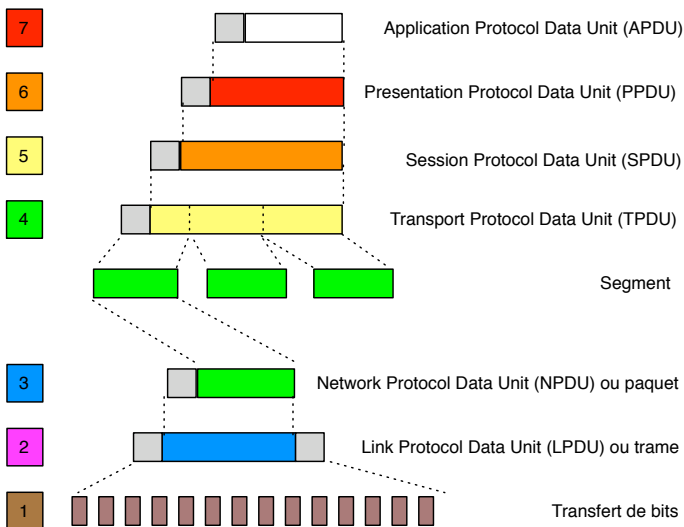 7 Application Protocol Data Unit (APDU)
6 Presentation Protocol Data Unit (PPDU)
5 Session Protocol Data Unit (SPDU)
4 Transport Protocol Data Unit (TPDU)
Segment
3 Network Protocol Data Unit (NPDU) ou paquet
2 Link Protocol Data Unit (LPDU) ou trame
1 Transfert de bits